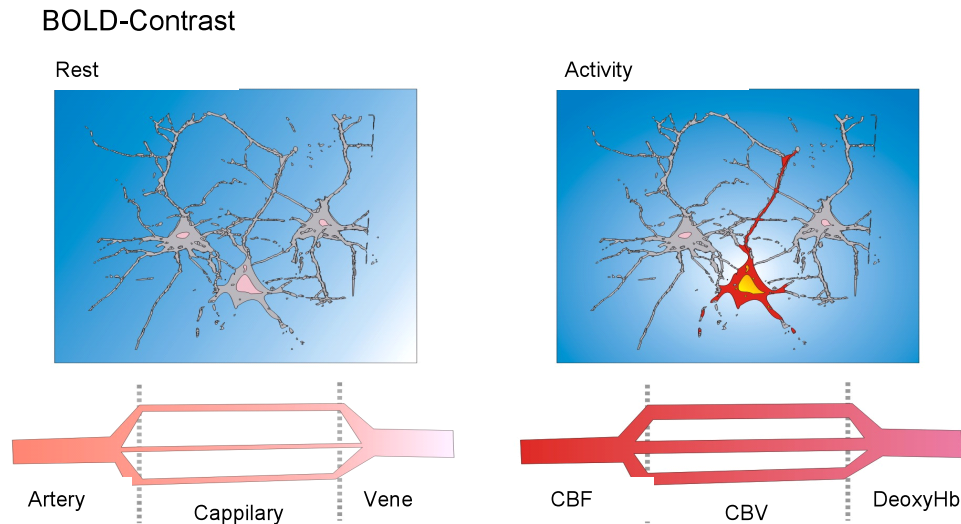 BOLD-Contrast
Rest
Activity
Artery
Cappilary
Vene
CBF
CBV
DeoxyHb